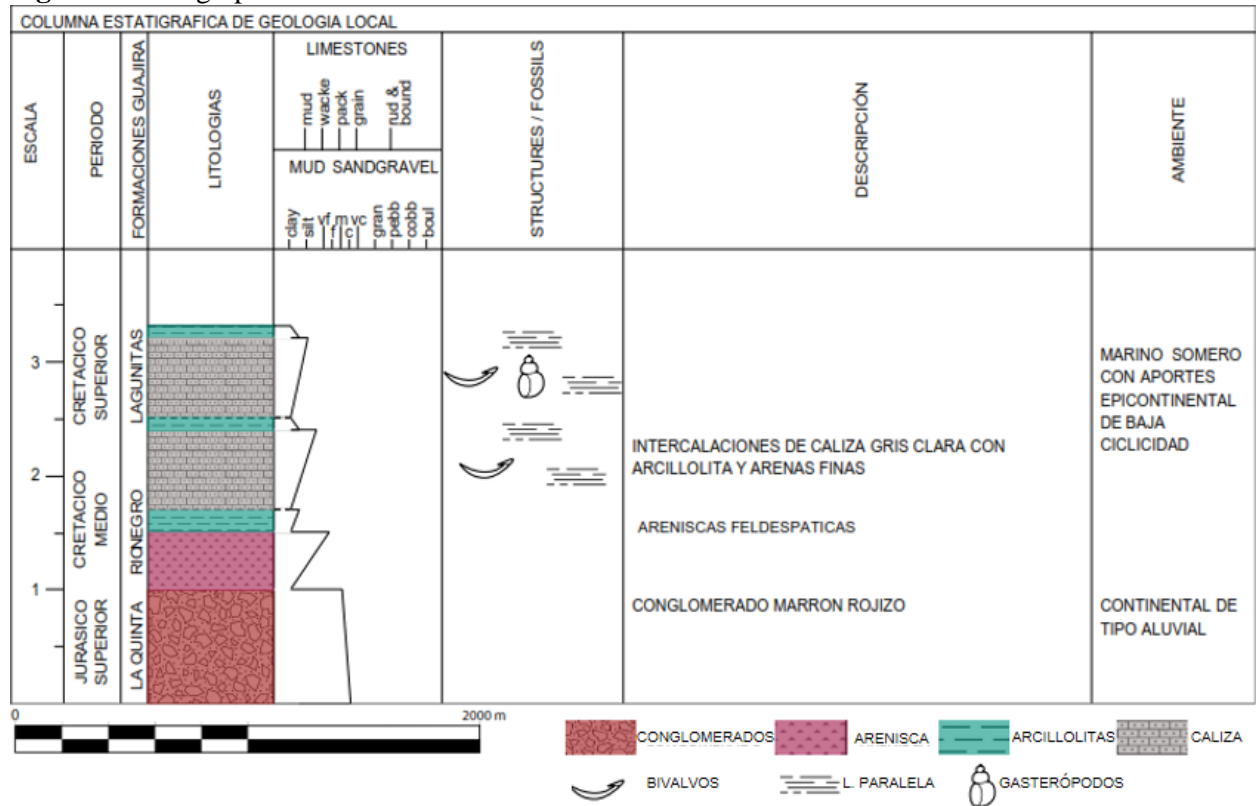 COLUMNA ESTATIGRAFICA DE GEOLOGIA LOCAL
ESCALA
PERIODO
FORMACIONES GUAJIRA
LITOLOGIAS
LIMESTONES
mud
wacke
pack
grain
rud &
bound
MUD SANDGRAVEL
clay
silt
vf
f
m
c
vc
gran
pebb
cobb
boul
STRUCTURES / FOSSILS
DESCRIPCIÓN
AMBIENTE
3
2
1
CRETACICO
SUPERIOR
CRETACICO
MEDIO
JURASICO
SUPERIOR
LAGUNITAS
RIONEGRO
LA QUINTA
INTERCALACIONES DE CALIZA GRIS CLARA CON
ARCILLOLITA Y ARENAS FINAS
ARENISCAS FELDESPATICAS
CONGLOMERADO MARRON ROJIZO
MARINO SOMERO
CON APORTES
EPICONTINENTAL
DE BAJA
CICLICIDAD
CONTINENTAL DE
TIPO ALUVIAL
0
2000 m
CONGLOMERADOS
ARENISCA
ARCILLOLITAS
CALIZA
BIVALVOS
L. PARALELA
GASTERÓPODOS